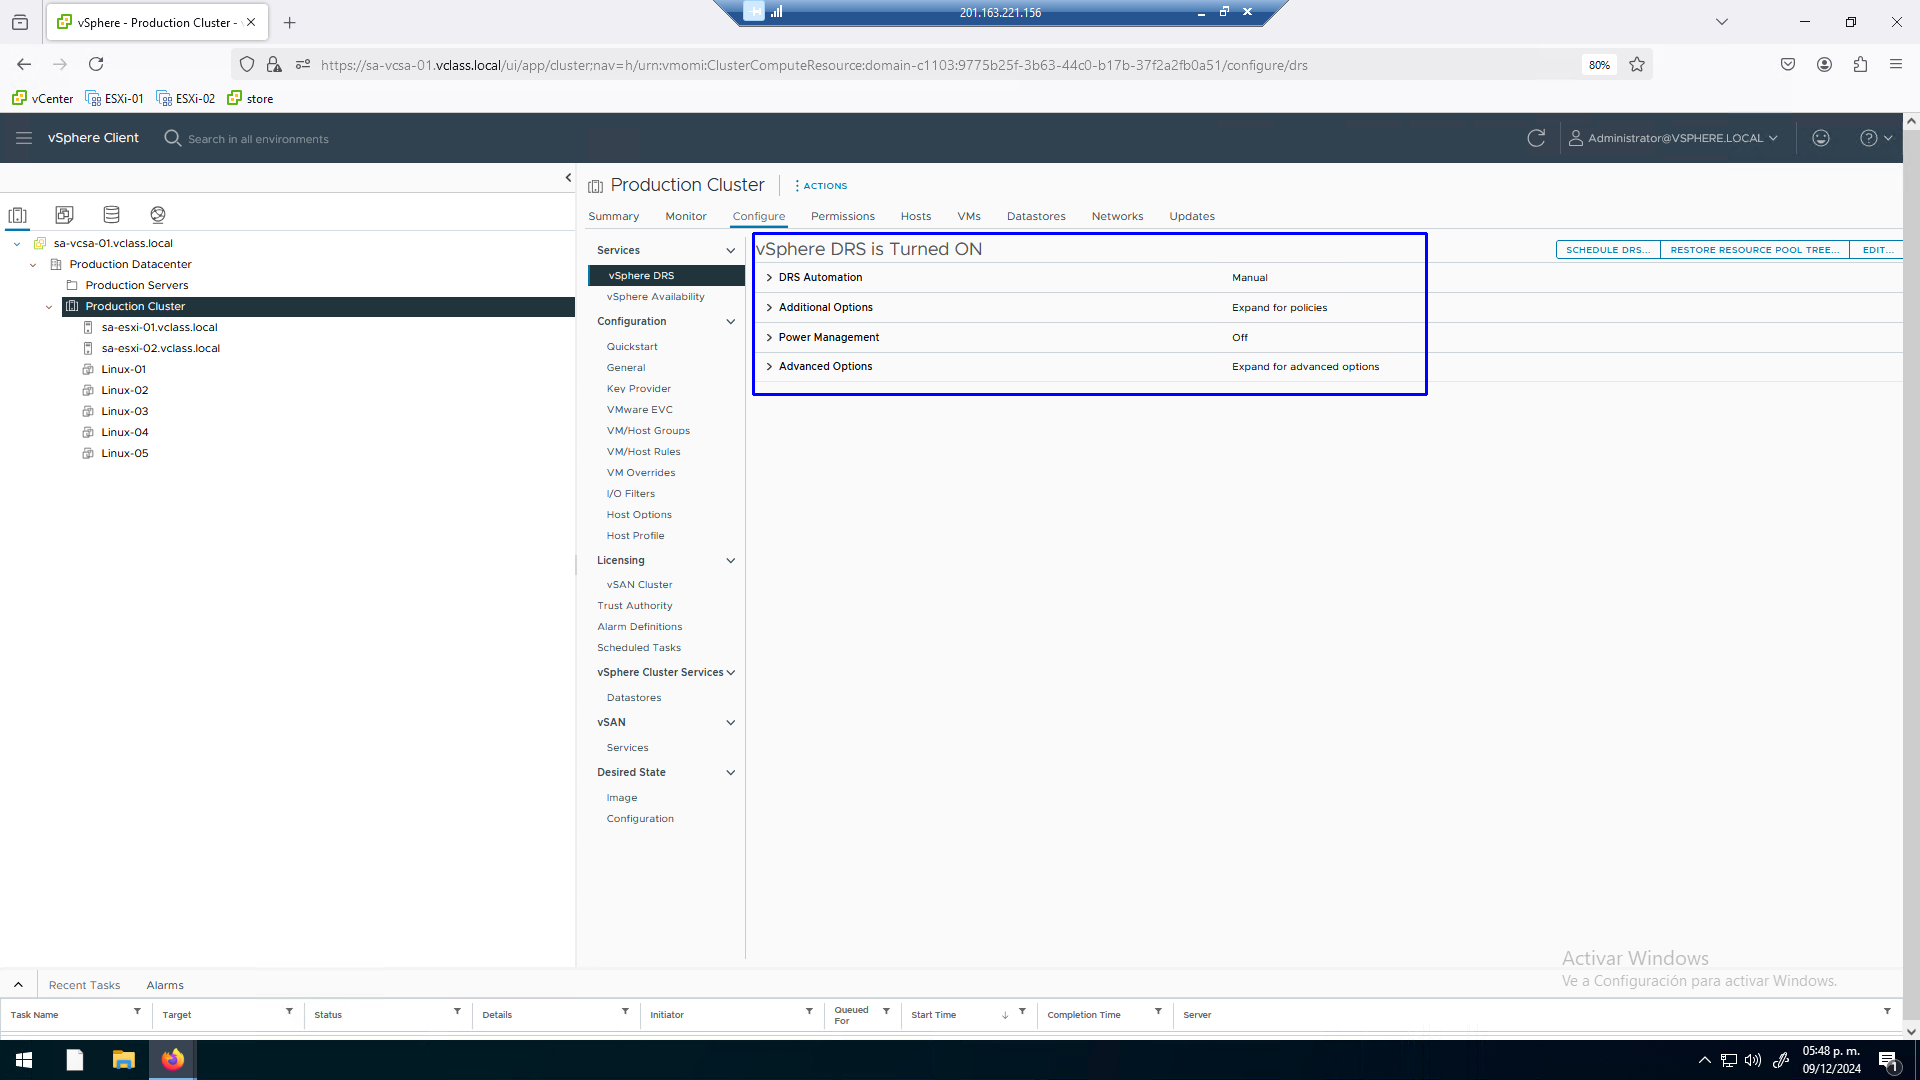 201.163.221.156
vSphere - Production Cluster -
https://sa-vcsa-01.vclass.local/ui/app/cluster;nav=h/urn:vmomi:ClusterComputeResource:domain-c1103:9775b25f-3b63-44c0-b17b-37f2a2fb0a51/configure/drs
80%
vCenter
ESXi-01
ESXi-02
store
vSphere Client
Search in all environments
Administrator@VSPHERE.LOCAL
Production Cluster
ACTIONS
Summary
Monitor
Configure
Permissions
Hosts
VMs
Datastores
Networks
Updates
sa-vcsa-01.vclass.local
Production Datacenter
Production Servers
Production Cluster
sa-esxi-01.vclass.local
sa-esxi-02.vclass.local
Linux-01
Linux-02
Linux-03
Linux-04
Linux-05
Services
vSphere DRS
vSphere Availability
Configuration
Quickstart
General
Key Provider
VMware EVC
VM/Host Groups
VM/Host Rules
VM Overrides
I/O Filters
Host Options
Host Profile
Licensing
vSAN Cluster
Trust Authority
Alarm Definitions
Scheduled Tasks
vSphere Cluster Services
Datastores
vSAN
Services
Desired State
Image
Configuration
vSphere DRS is Turned ON
SCHEDULE DRS...
RESTORE RESOURCE POOL TREE...
EDIT...
DRS Automation
Manual
Additional Options
Expand for policies
Power Management
Off
Advanced Options
Expand for advanced options
Activar Windows
Ve a Configuración para activar Windows.
Recent Tasks
Alarms
Task Name
Target
Status
Details
Initiator
Queued For
Start Time
Completion Time
Server
05:48 p. m.
09/12/2024
1